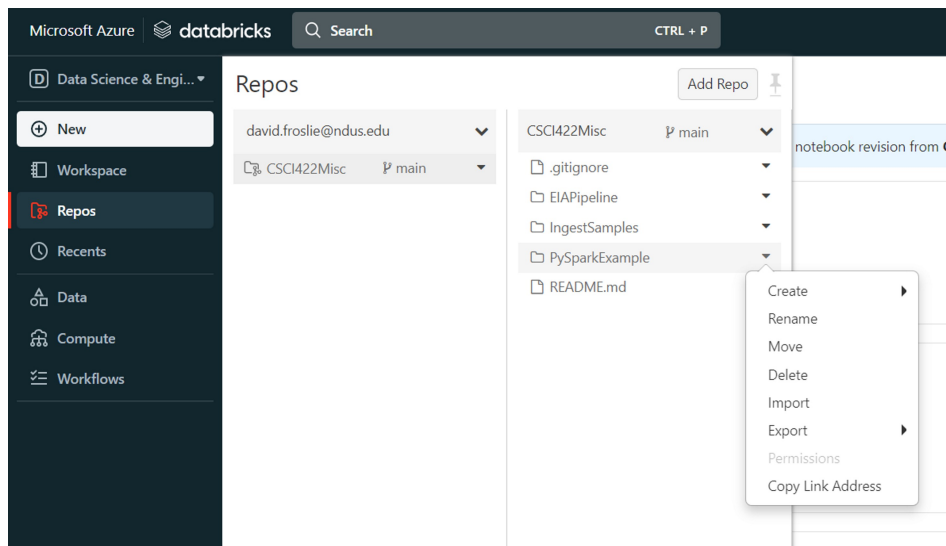 Microsoft Azure databricks Search CTRL + P
D Data Science & Engi...
New
Workspace
Repos
Recents
Data
Compute
Workflows
Repos Add Repo
david.froslie@ndus.edu
CSCI422Misc main
CSCI422Misc main
.gitignore
EIAPipeline
IngestSamples
PySparkExample
README.md
Create
Rename
Move
Delete
Import
Export
Permissions
Copy Link Address
notebook revision from